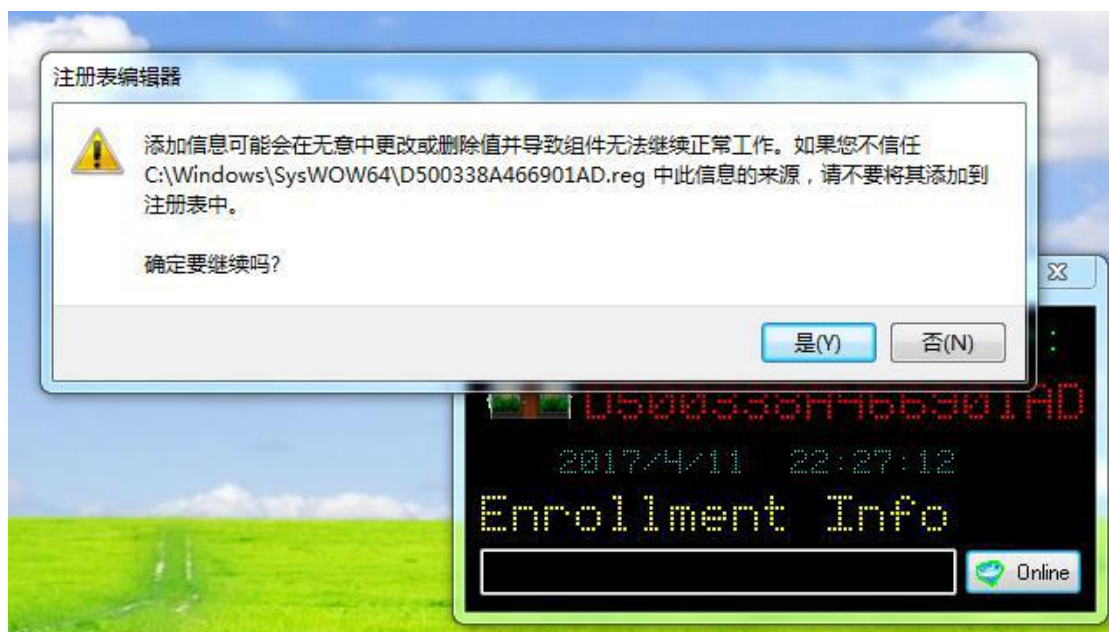 注册表编辑器
添加信息可能会在无意中更改或删除值并导致组件无法继续正常工作。如果您不信任
C:\Windows\SysWOW64\D500338A466901AD.reg 中此信息的来源，请不要将其添加到
注册表中。
确定要继续吗?
是(Y) 否(N)
:
D500338A466901AD
2017/4/11 22:27:12
Enrollment Info
Online